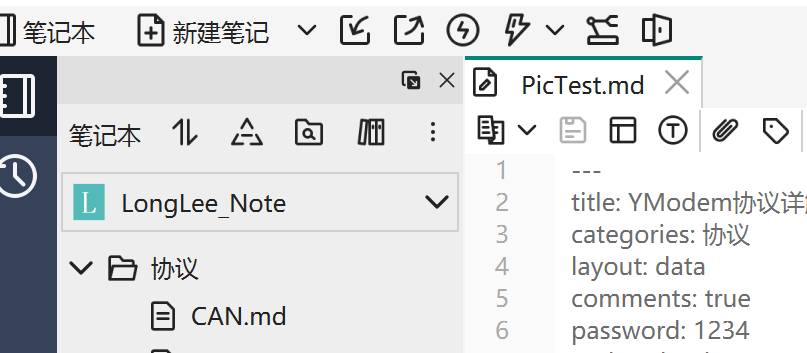 笔记本 新建笔记
PicTest.md
笔记本
L LongLee_Note
协议
CAN.md
1 ---
2 title: YModem协议详
3 categories: 协议
4 layout: data
5 comments: true
6 password: 1234